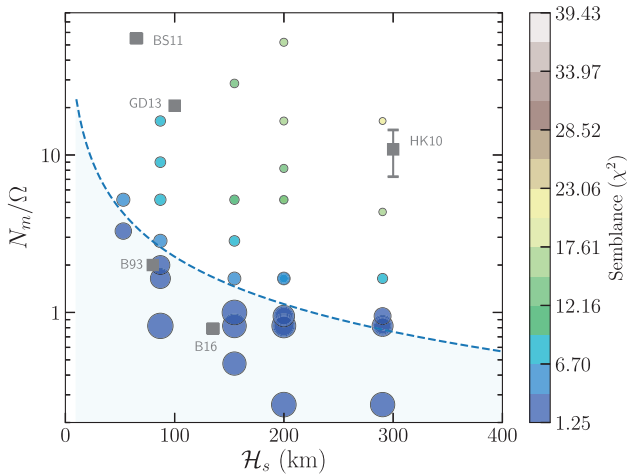 BS11
GD13
HK10
B93
B16
10
1
N_m/Ω
0
100
200
300
400
ℋ_s (km)
39.43
33.97
28.52
23.06
17.61
12.16
6.70
1.25
Semblance (χ²)